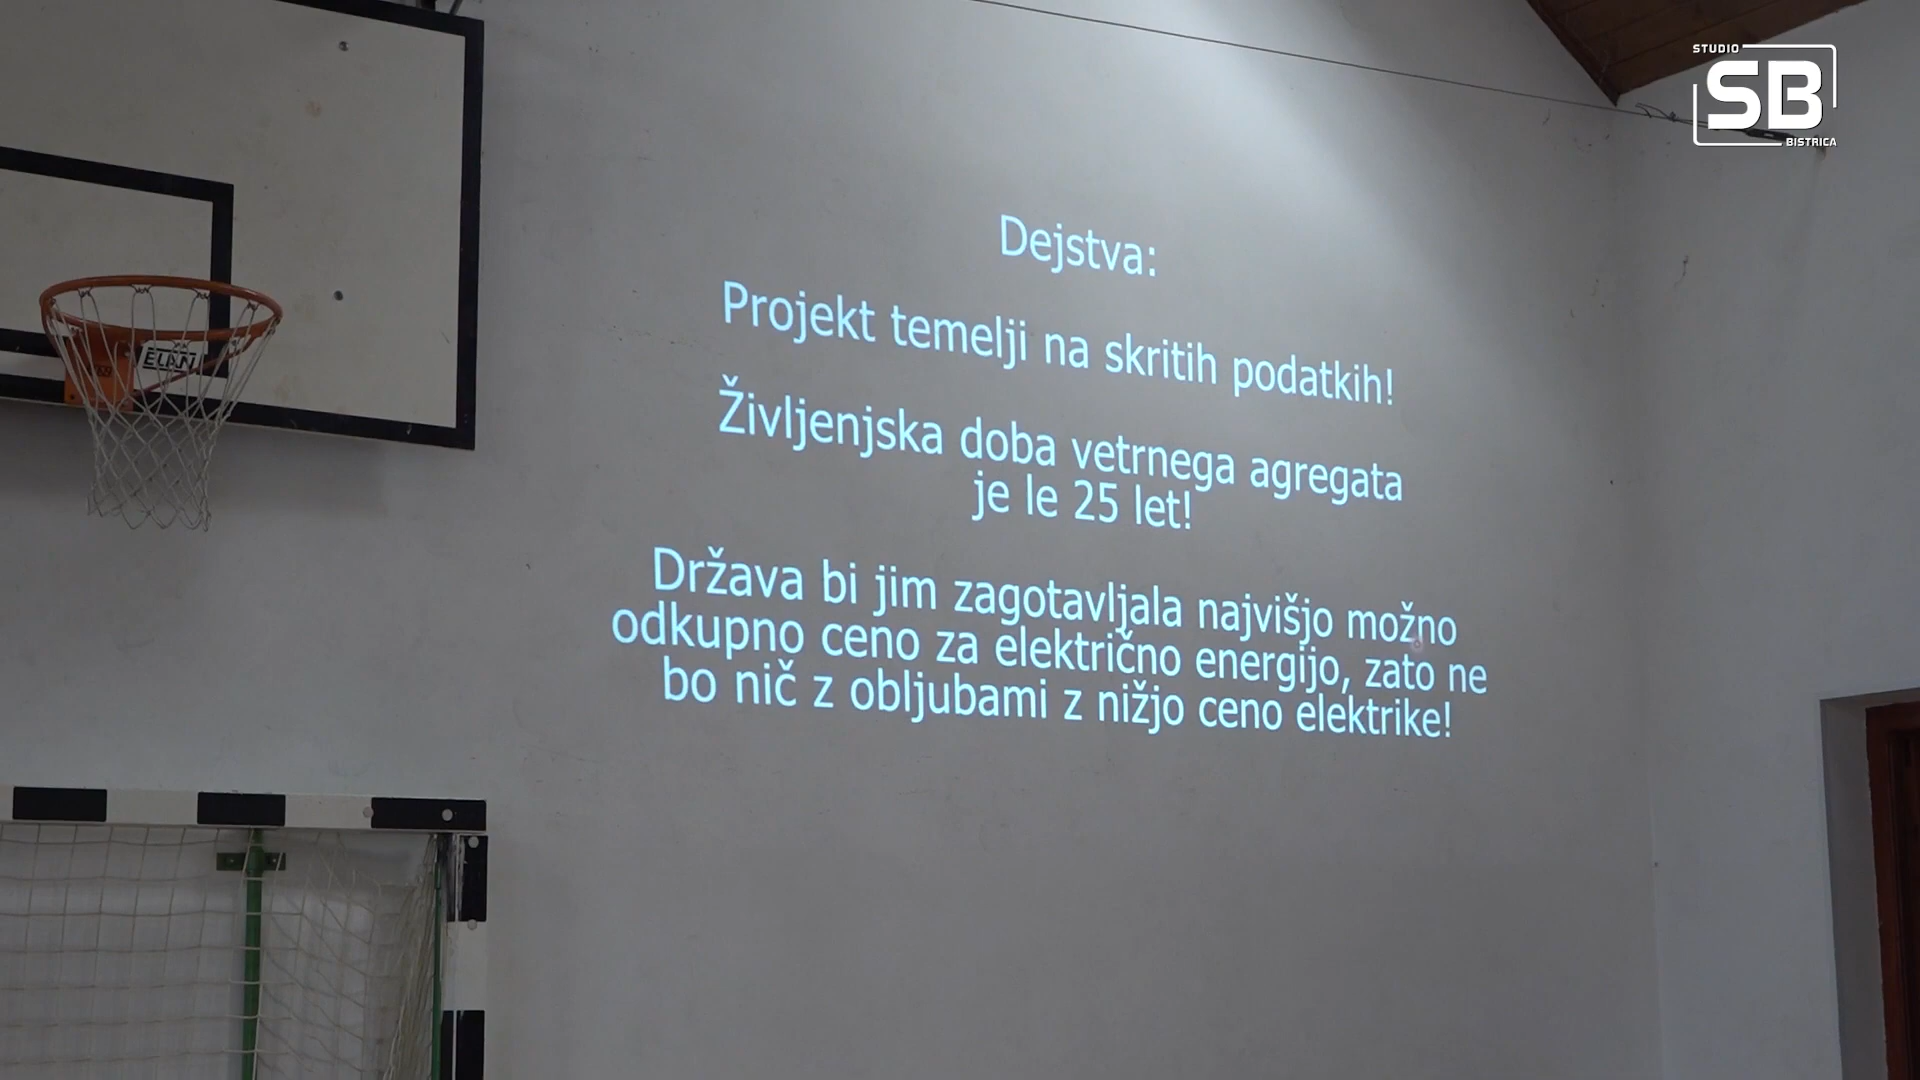 STUDIO
SB
BISTRICA
Dejstva:
Projekt temelji na skritih podatkih!
Življenjska doba vetrnega agregata
je le 25 let!
Država bi jim zagotavljala najvišjo možno
odkupno ceno za električno energijo, zato ne
bo nič z obljubami z nižjo ceno elektrike!
ELAN